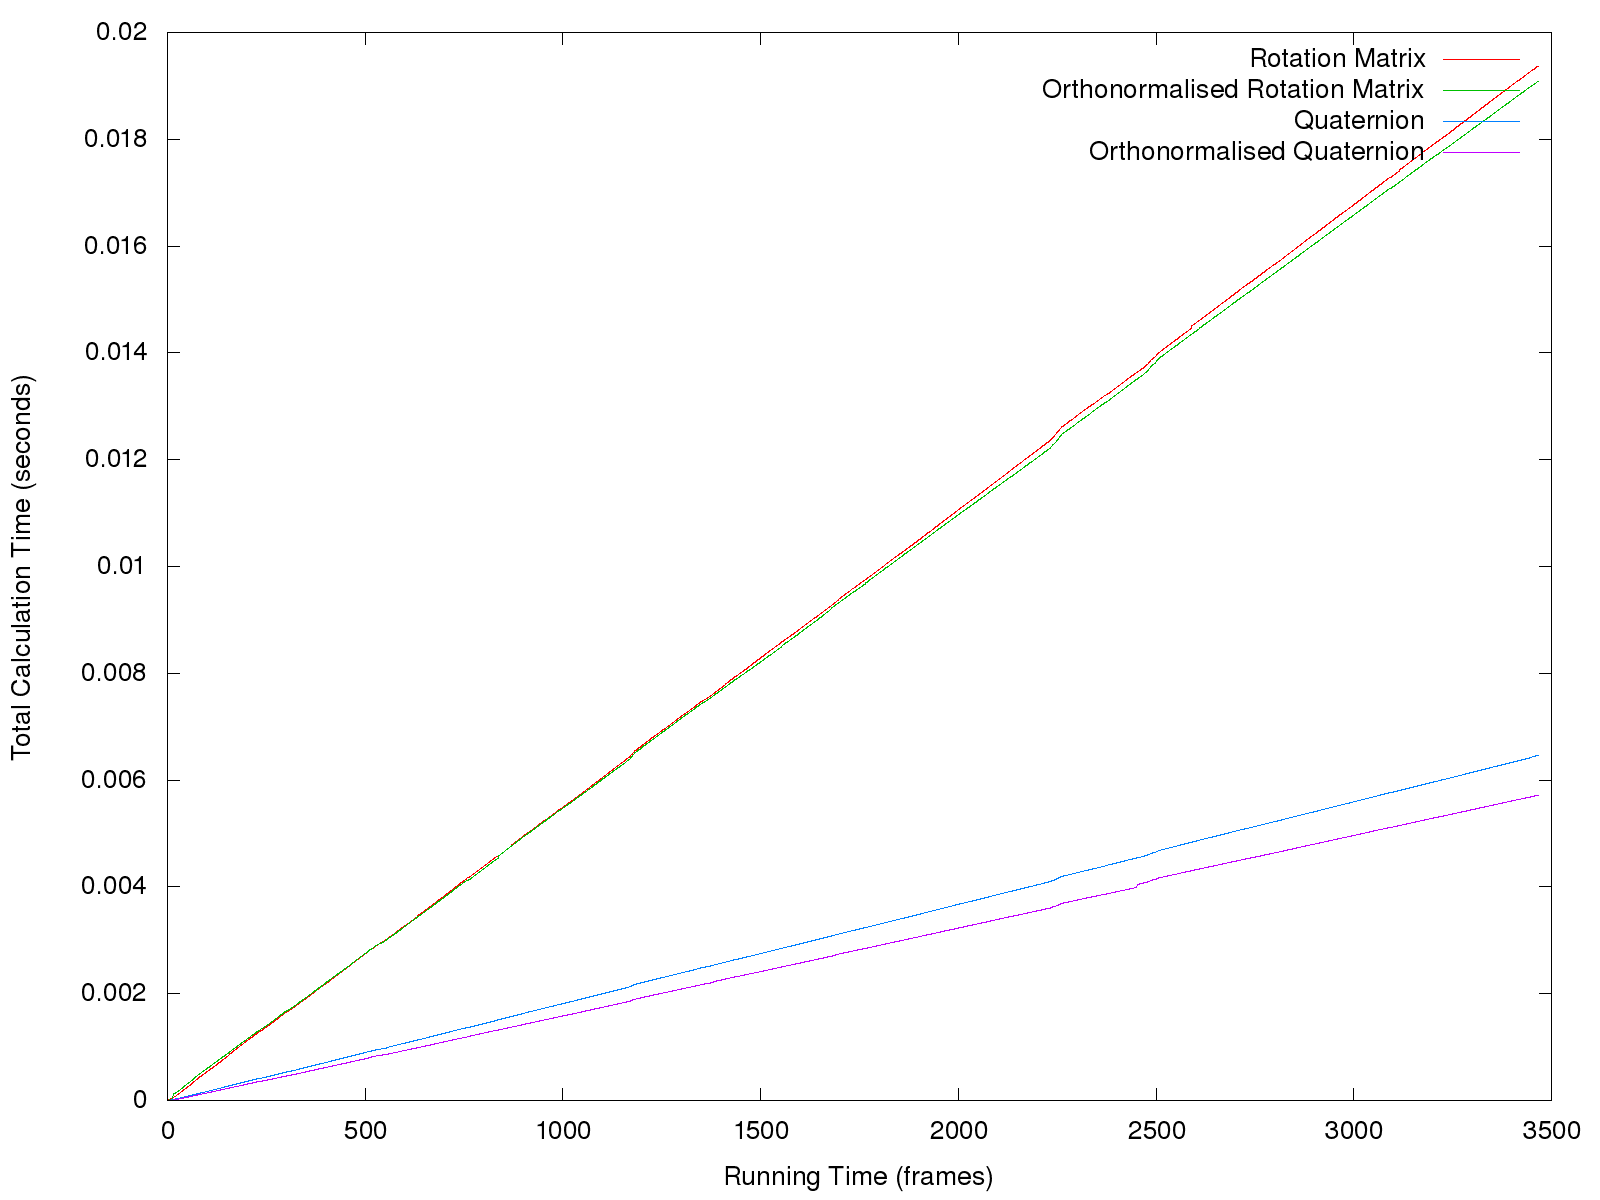 0.02
0.018
0.016
0.014
0.012
0.01
0.008
0.006
0.004
0.002
0
Total Calculation Time (seconds)
Rotation Matrix
Orthonormalised Rotation Matrix
Quaternion
Orthonormalised Quaternion
0 500 1000 1500 2000 2500 3000 3500
Running Time (frames)